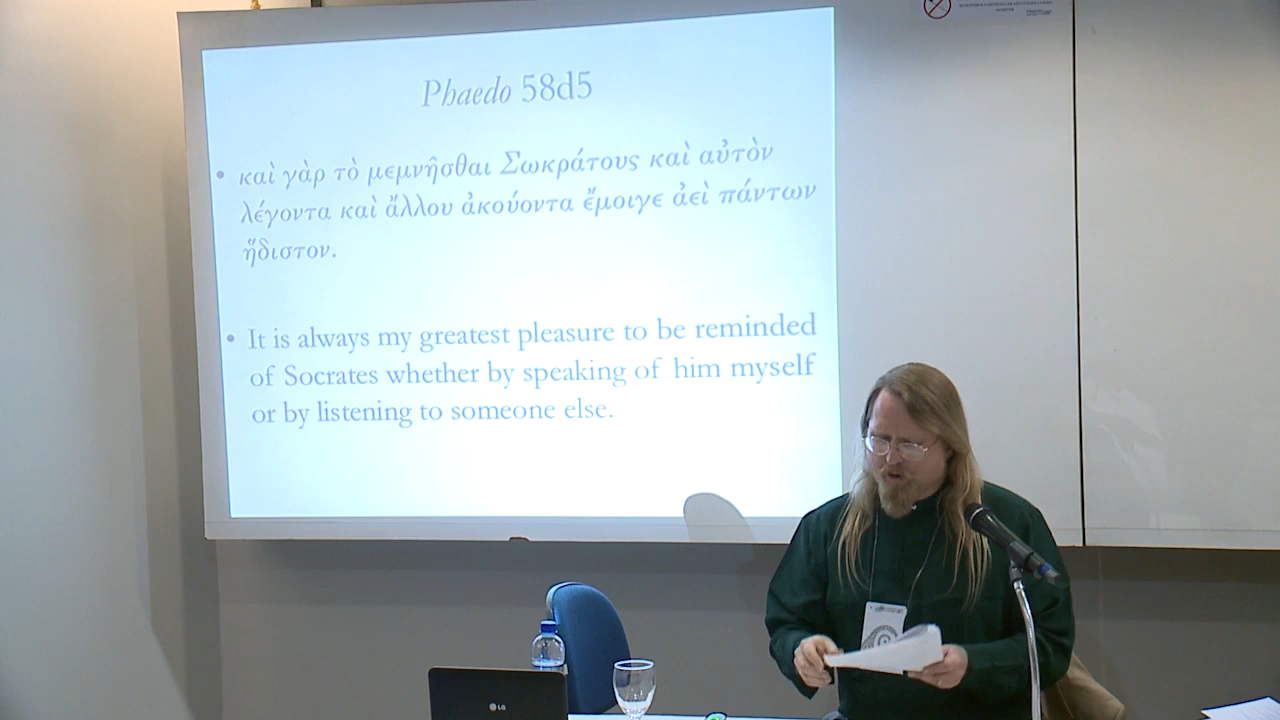 Phaedo 58d5
• καὶ γὰρ τὸ μεμνῆσθαι Σωκράτους καὶ αὐτὸν
λέγοντα καὶ ἄλλου ἀκούοντα ἔμοιγε ἀεὶ πάντων
ἥδιστον.
• It is always my greatest pleasure to be reminded
of Socrates whether by speaking of him myself
or by listening to someone else.
LG